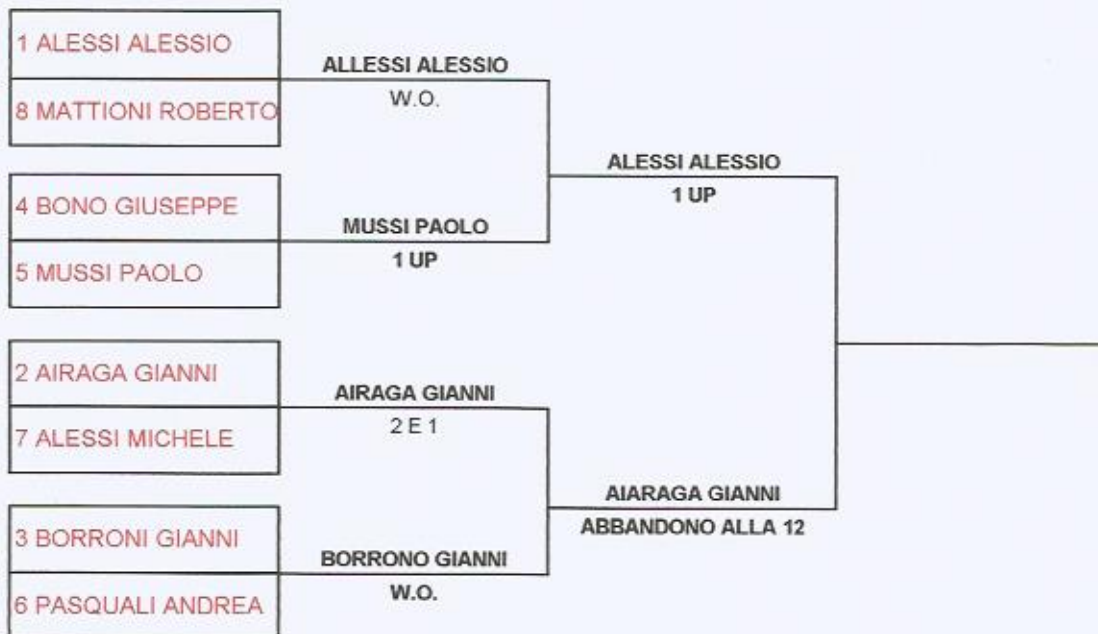 1 ALESSI ALESSIO
8 MATTIONI ROBERTO
4 BONO GIUSEPPE
5 MUSSI PAOLO
2 AIRAGA GIANNI
7 ALESSI MICHELE
3 BORRONI GIANNI
6 PASQUALI ANDREA
ALLESSI ALESSIO
W.O.
MUSSI PAOLO
1 UP
AIRAGA GIANNI
2 E 1
BORRONO GIANNI
W.O.
ALESSI ALESSIO
1 UP
AIARAGA GIANNI
ABBANDONO ALLA 12